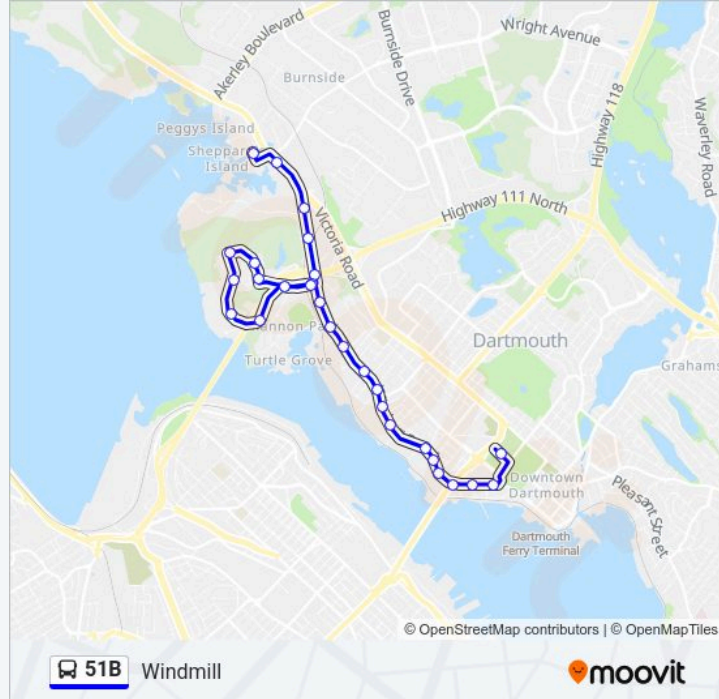 Akerley Boulevard
Burnside
Burnside Drive
Wright Avenue
Highway 118
Waverley Road
Peggys Island
Sheppard
Island
Victoria Road
Highway 111 North
Dartmouth
Grahams
Turtle Grove
Downtown
Dartmouth
Pleasant Street
Dartmouth
Ferry Terminal
© OpenStreetMap contributors | © OpenMapTiles
51B Windmill moovit